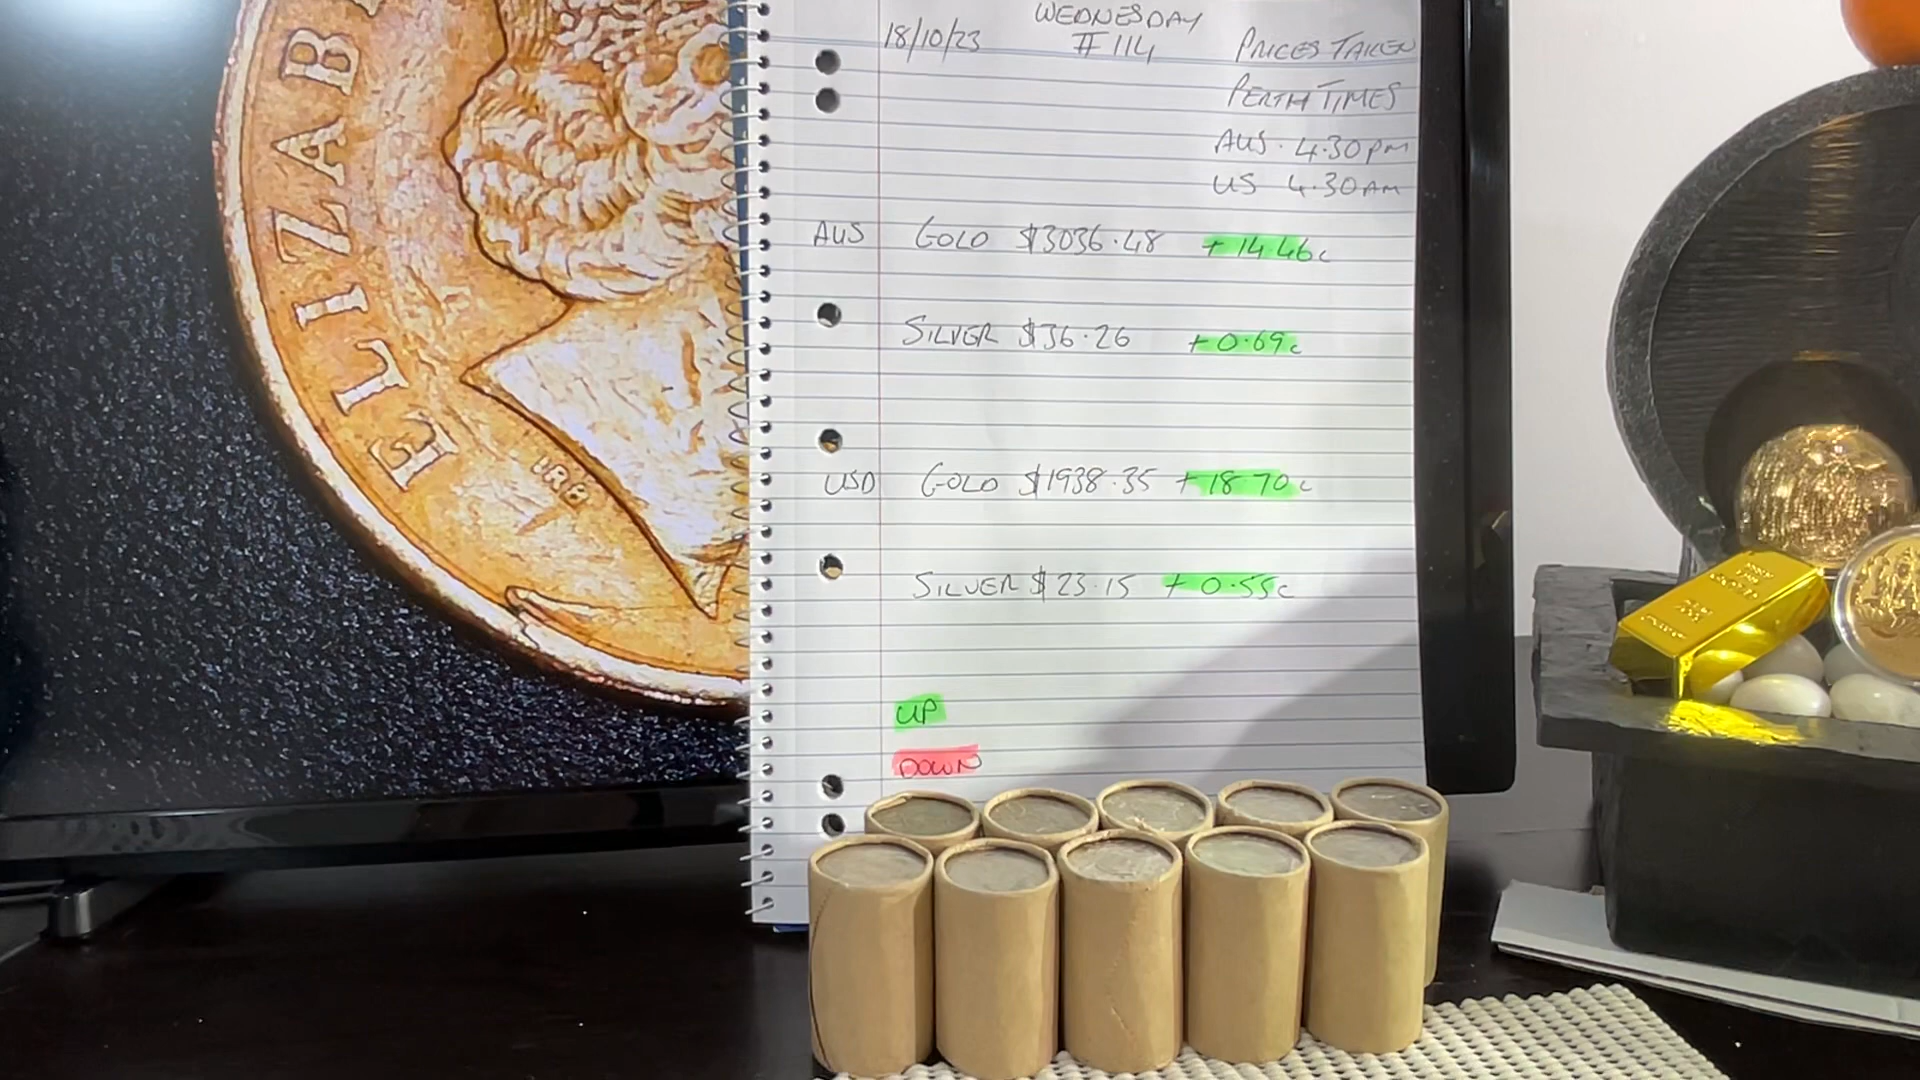 ELIZAB
IRB
WEDNESDAY
18/10/23 #114 PRICES TAKEN
PERTH TIMES
AUS. 4.30pm
US 4.30AM
AUS GOLD $3036.48 + 14.46c
SILVER $36.26 + 0.69c
USD GOLD $1938.35 + 18.70c
SILVER $23.15 + 0.55c
UP
DOWN